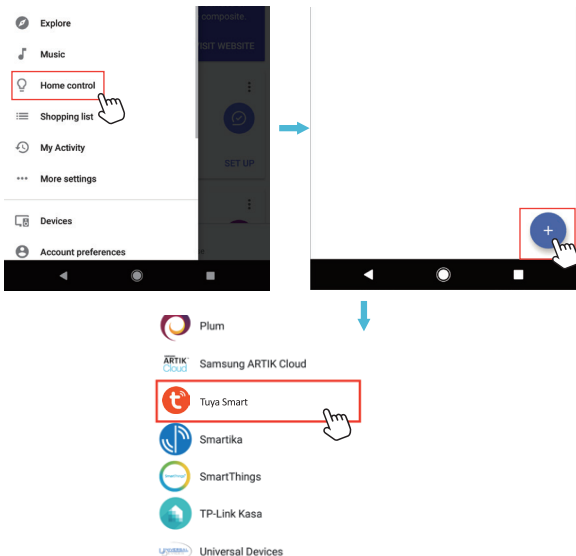 Explore
composite.
Music
VISIT WEBSITE
Home control
Shopping list
My Activity
SET UP
More settings
Devices
Account preferences
Plum
ARTIK
Cloud
Samsung ARTIK Cloud
Tuya Smart
Smartika
SmartThings
TP-Link Kasa
Universal Devices